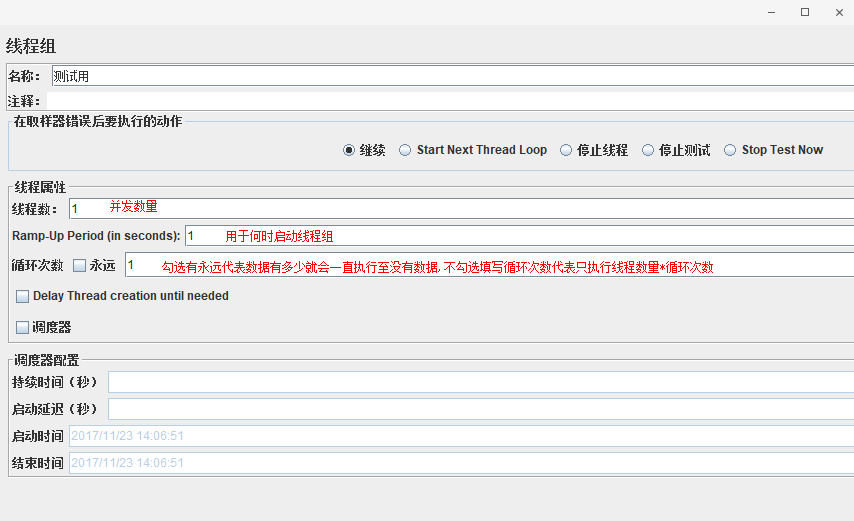 线程组
名称： 测试用
注释：
在取样器错误后要执行的动作
继续 Start Next Thread Loop 停止线程 停止测试 Stop Test Now
线程属性
线程数： 1 并发数量
Ramp-Up Period (in seconds): 1 用于何时启动线程组
循环次数 永远 1 勾选有永远代表数据有多少就会一直执行至没有数据,不勾选填写循环次数代表只执行线程数量*循环次数
Delay Thread creation until needed
调度器
调度器配置
持续时间（秒）
启动延迟（秒）
启动时间 2017/11/23 14:06:51
结束时间 2017/11/23 14:06:51